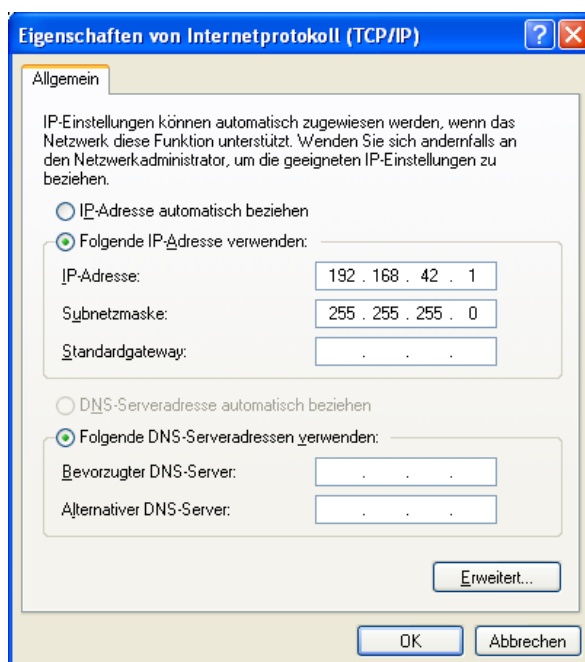 Eigenschaften von Internetprotokoll (TCP/IP)
Allgemein
IP-Einstellungen können automatisch zugewiesen werden, wenn das
Netzwerk diese Funktion unterstützt. Wenden Sie sich andernfalls an
den Netzwerkadministrator, um die geeigneten IP-Einstellungen zu
beziehen.
IP-Adresse automatisch beziehen
Folgende IP-Adresse verwenden:
IP-Adresse: 192 . 168 . 42 . 1
Subnetzmaske: 255 . 255 . 255 . 0
Standardgateway: . . .
DNS-Serveradresse automatisch beziehen
Folgende DNS-Serveradressen verwenden:
Bevorzugter DNS-Server: . . .
Alternativer DNS-Server: . . .
Erweitert...
OK Abbrechen